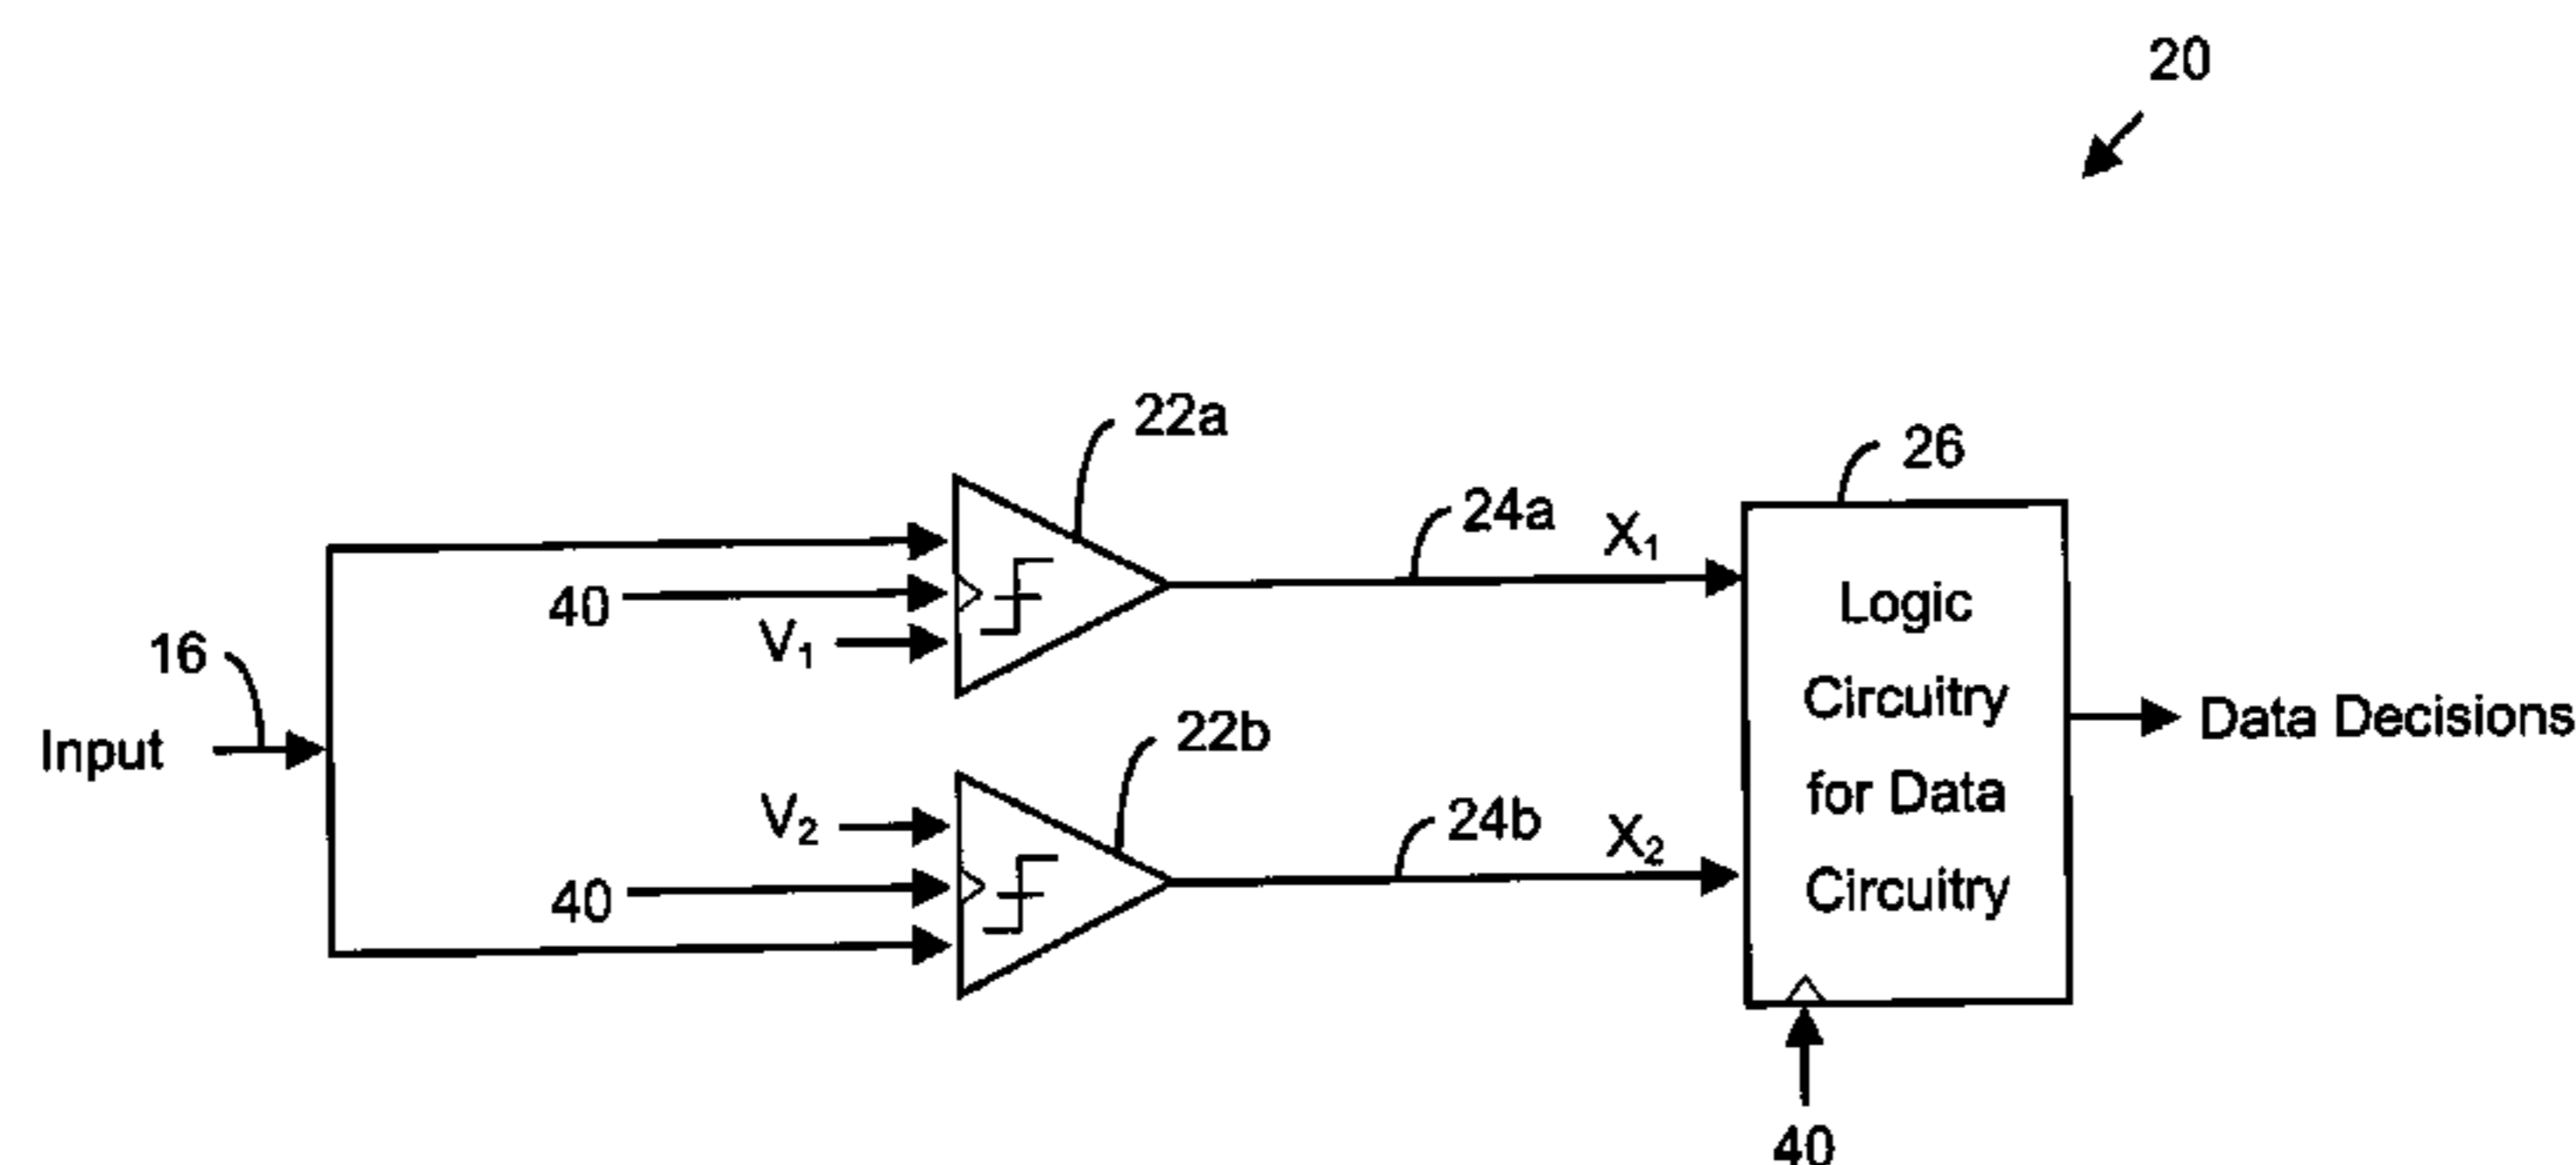 20
22a
26
24a
X₁
40
V₁
16
Input
Logic
Circuitry
for Data
Circuitry
Data Decisions
22b
V₂
24b
X₂
40
40